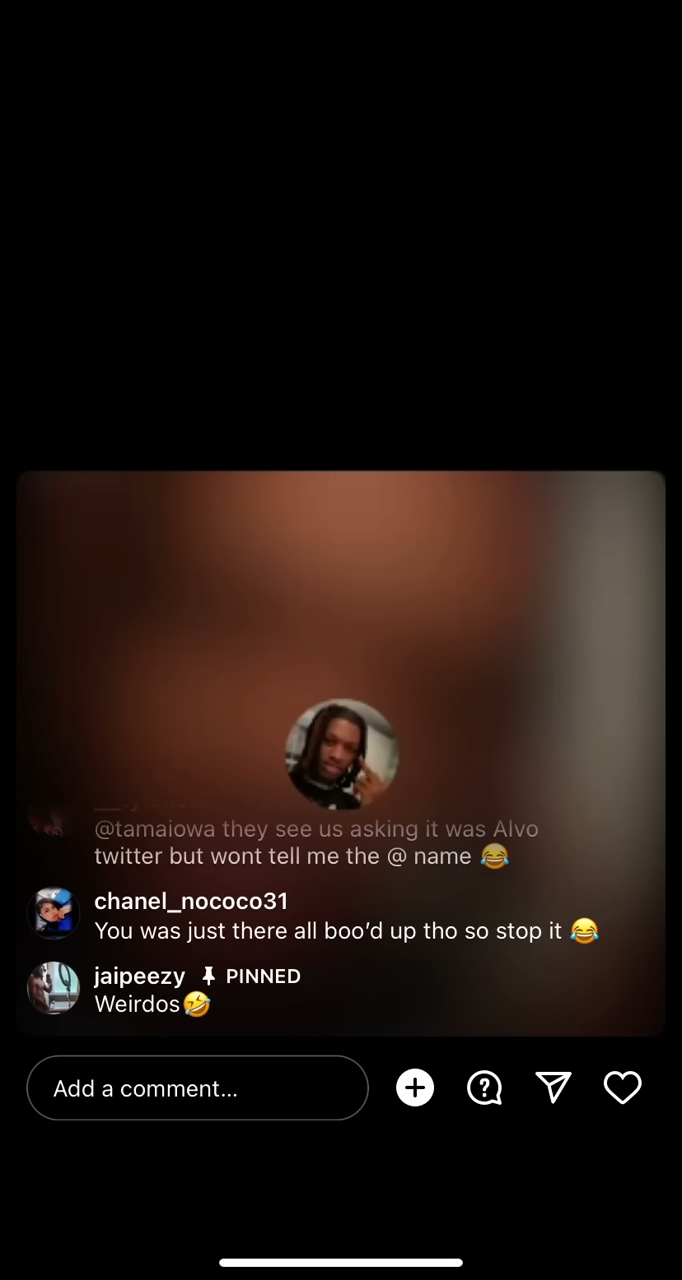 @tamaiowa they see us asking it was Alvo
twitter but wont tell me the @ name 😂
chanel_nococo31
You was just there all boo’d up tho so stop it 😂
jaipeezy 📌 PINNED
Weirdos🤣
Add a comment...